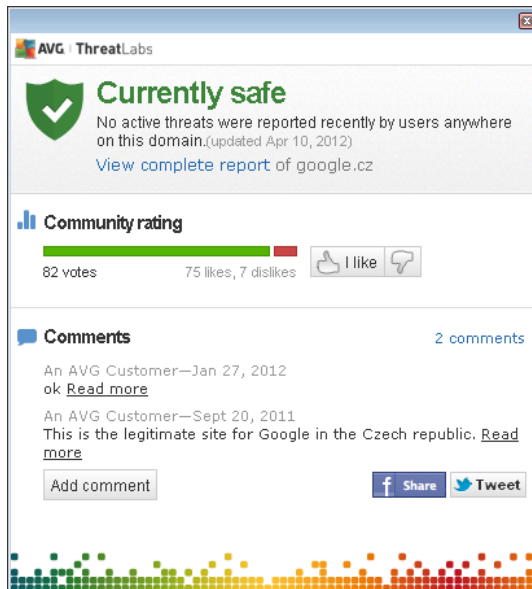 AVG ThreatLabs
Currently safe
No active threats were reported recently by users anywhere
on this domain.(updated Apr 10, 2012)
View complete report of google.cz
Community rating
82 votes
75 likes, 7 dislikes
I like
Comments
2 comments
An AVG Customer—Jan 27, 2012
ok Read more
An AVG Customer—Sept 20, 2011
This is the legitimate site for Google in the Czech republic. Read
more
Add comment
f Share
Tweet